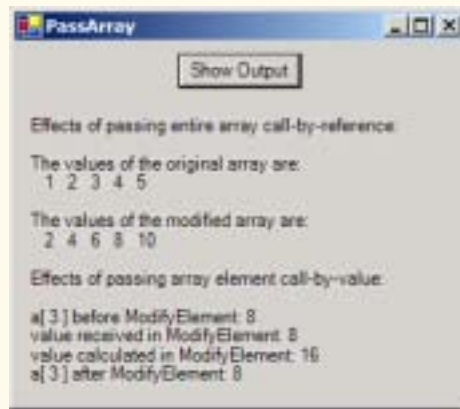 PassArray
Show Output
Effects of passing entire array call-by-reference:
The values of the original array are:
1 2 3 4 5
The values of the modified array are:
2 4 6 8 10
Effects of passing array element call-by-value:
a[ 3 ] before ModifyElement: 8
value received in ModifyElement: 8
value calculated in ModifyElement: 16
a[ 3 ] after ModifyElement: 8